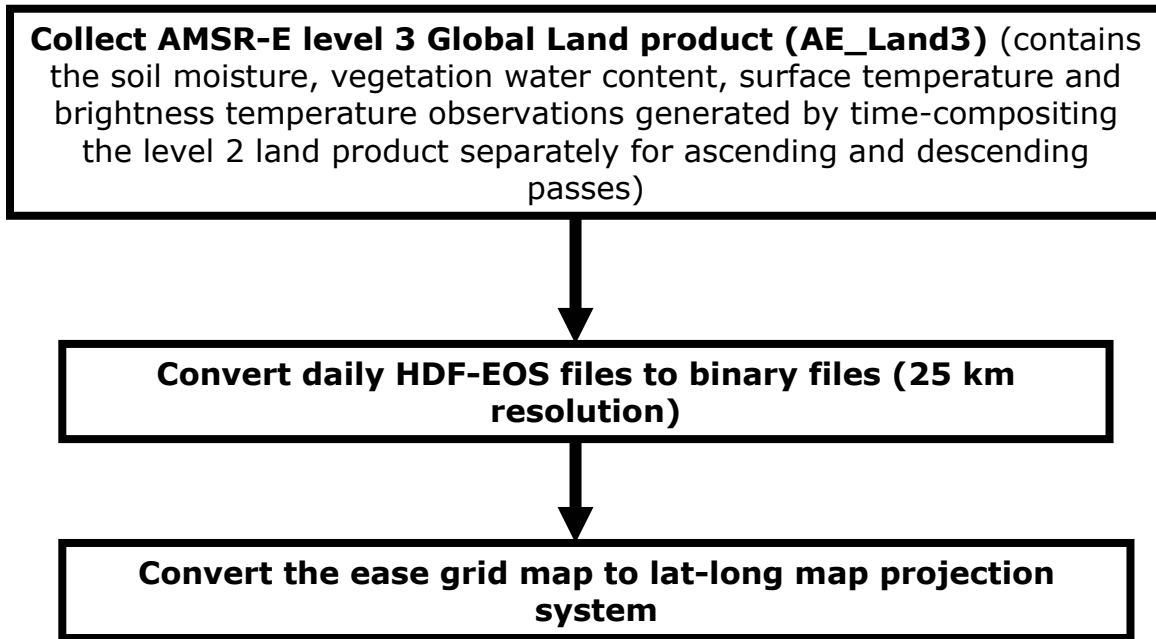 Collect AMSR-E level 3 Global Land product (AE_Land3) (contains
the soil moisture, vegetation water content, surface temperature and
brightness temperature observations generated by time-compositing
the level 2 land product separately for ascending and descending
passes)
Convert daily HDF-EOS files to binary files (25 km
resolution)
Convert the ease grid map to lat-long map projection
system